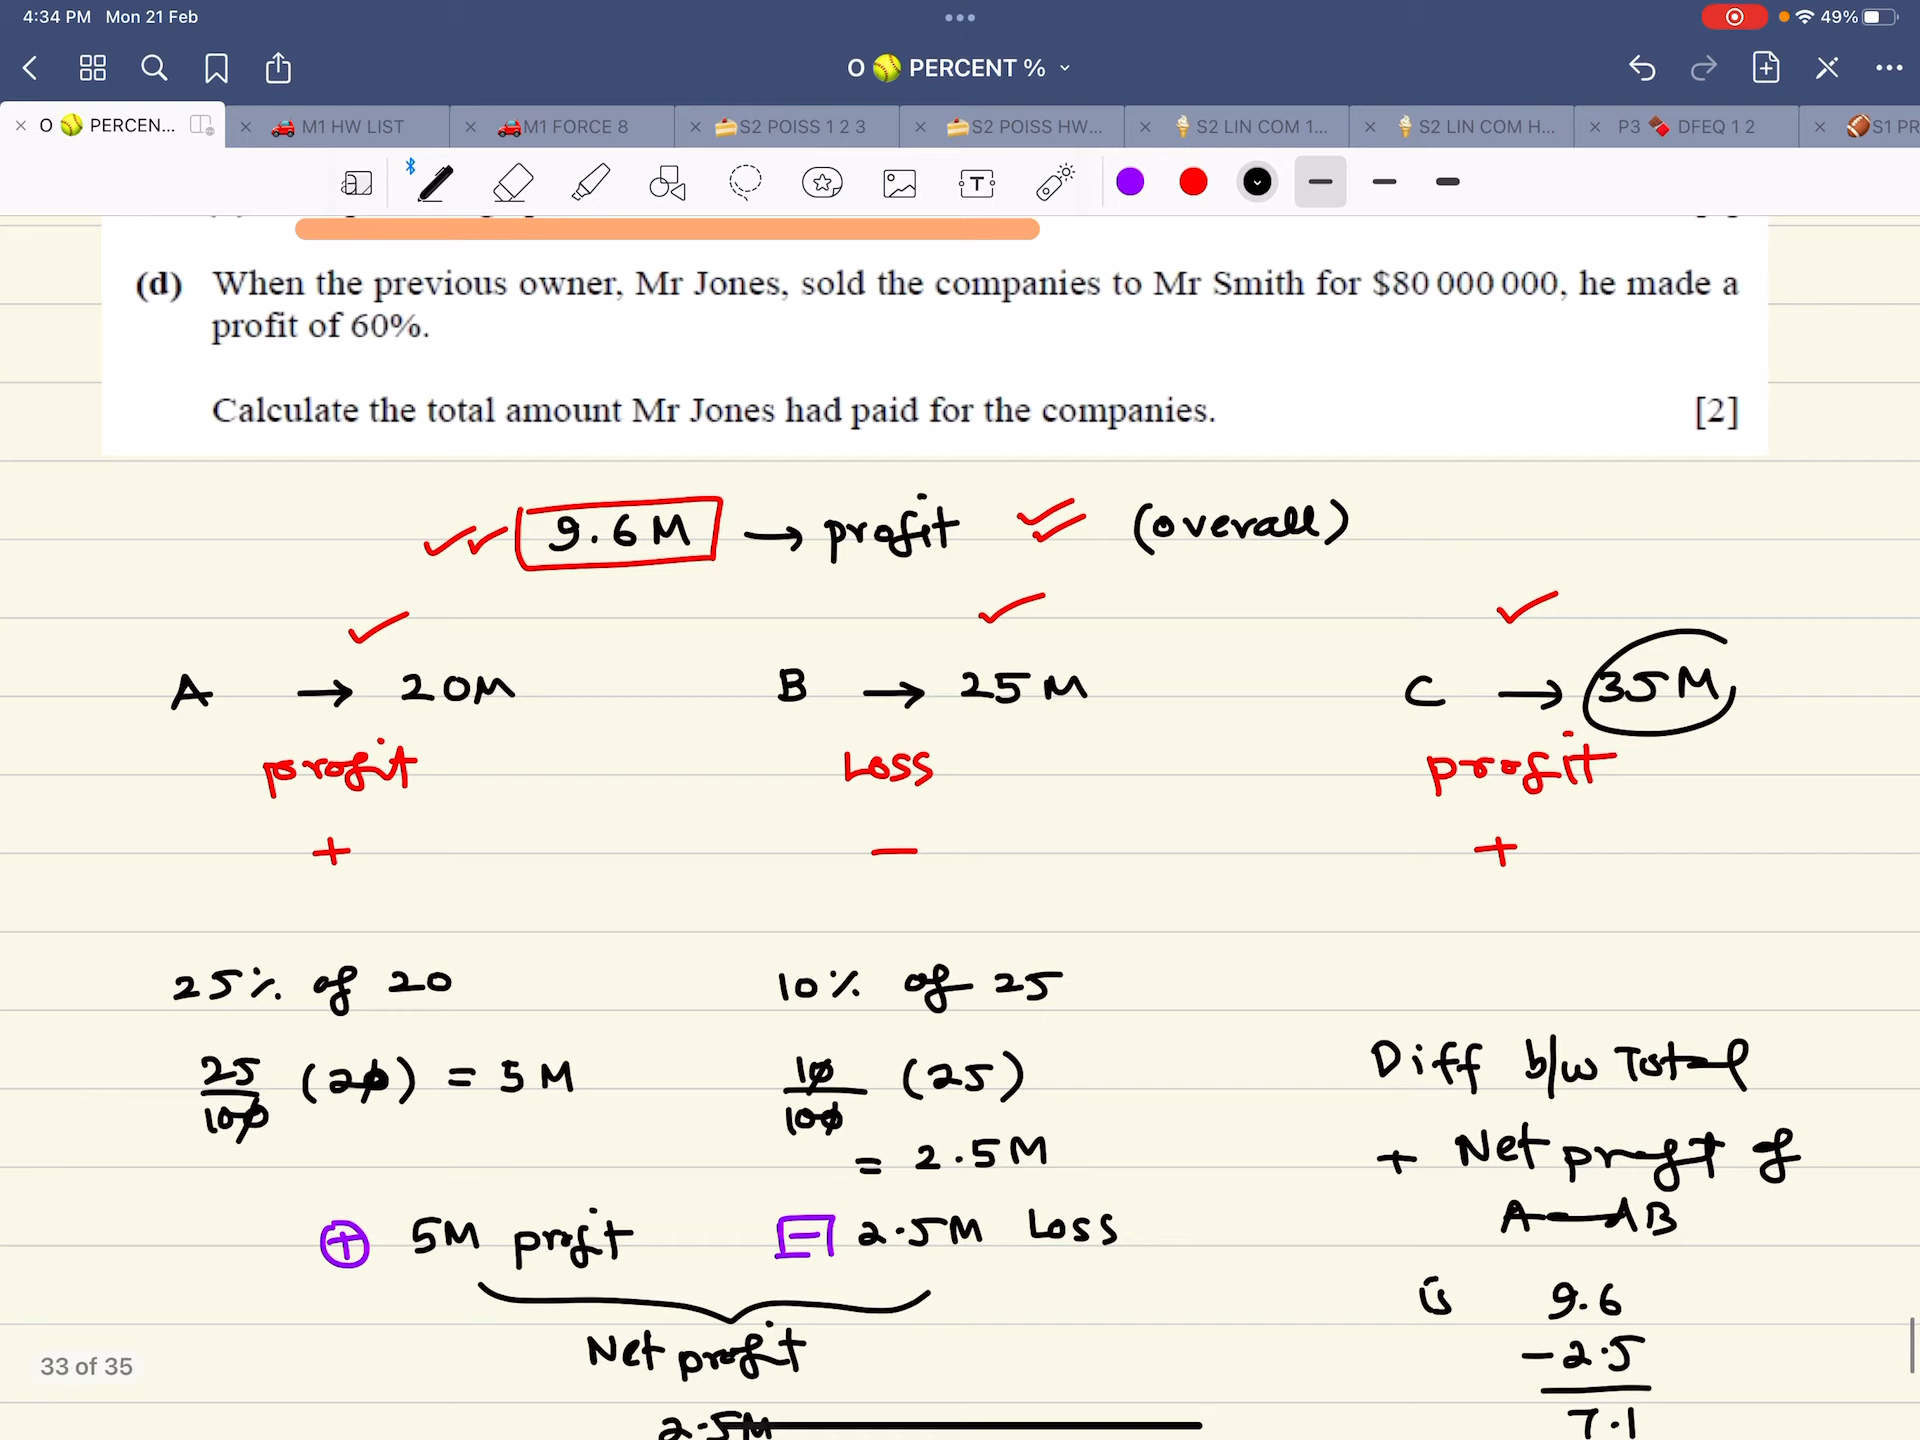 4:34 PM Mon 21 Feb
49%
O PERCENT %
O PERCEN...
M1 HW LIST
M1 FORCE 8
S2 POISS 1 2 3
S2 POISS HW...
S2 LIN COM 1...
S2 LIN COM H...
P3 DFEQ 1 2
S1 PR
(d) When the previous owner, Mr Jones, sold the companies to Mr Smith for $80 000 000, he made a
profit of 60%.
Calculate the total amount Mr Jones had paid for the companies. [2]
9.6 M → profit (overall)
A → 20M B → 25 M C → 35 M
profit Loss profit
+ − +
25% of 20 10% of 25
25/100 (20) = 5 M 10/100 (25)
= 2.5 M
5M profit − 2.5M Loss
Net profit
2.5M
Diff b/w Total
+ Net profit of
A — AB
is 9.6
− 2.5
7.1
33 of 35